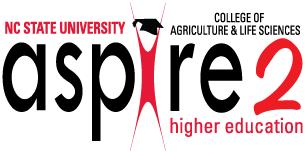 NC STATE UNIVERSITY
COLLEGE OF
AGRICULTURE & LIFE SCIENCES
aspire 2
higher education